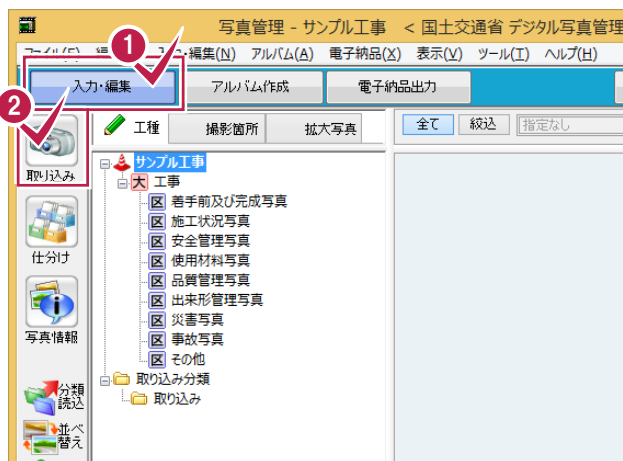 写真管理 - サンプル工事 < 国土交通省 デジタル写真管理
ファイル(F) 編 入力・編集(N) アルバム(A) 電子納品(X) 表示(V) ツール(T) ヘルプ(H)
1
入力・編集 アルバム作成 電子納品出力
2
工種 撮影箇所 拡大写真 全て 絞込 指定なし
取り込み
サンプル工事
大 工事
区 着手前及び完成写真
区 施工状況写真
区 安全管理写真
仕分け
区 使用材料写真
区 品質管理写真
区 出来形管理写真
区 災害写真
写真情報
区 事故写真
区 その他
取り込み分類
分類読込
取り込み
並べ替え